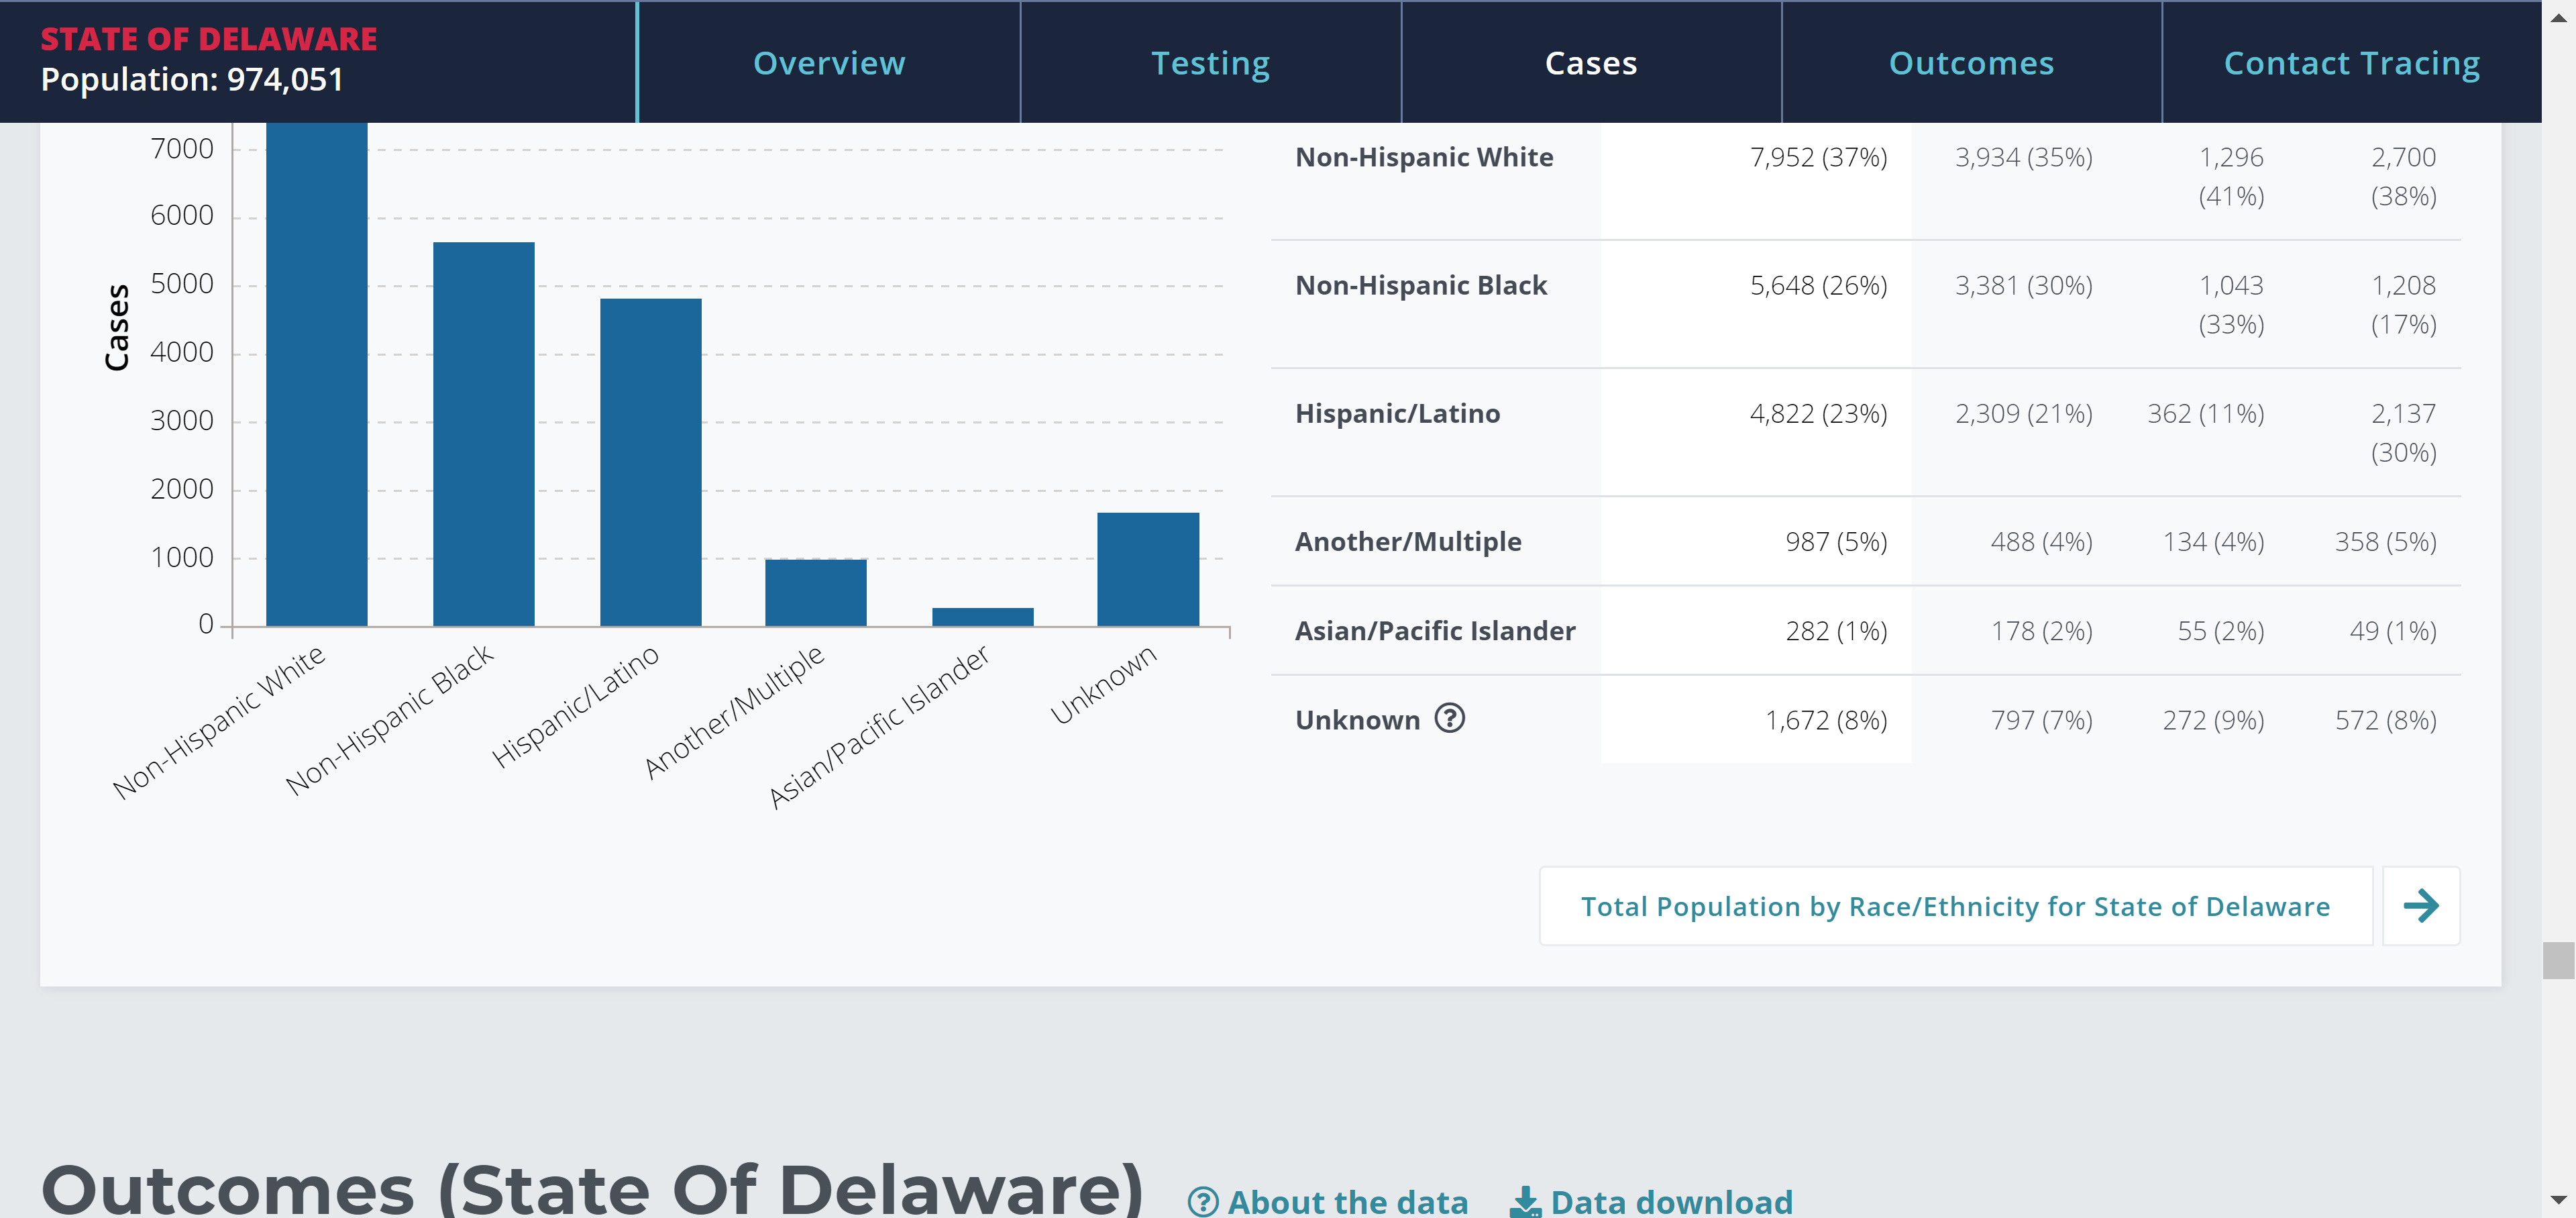 STATE OF DELAWARE
Population: 974,051
Overview
Testing
Cases
Outcomes
Contact Tracing
7000
6000
5000
4000
3000
2000
1000
0
Cases
Non-Hispanic White
Non-Hispanic Black
Hispanic/Latino
Another/Multiple
Asian/Pacific Islander
Unknown
Non-Hispanic White 7,952 (37%) 3,934 (35%) 1,296 2,700
(41%) (38%)
Non-Hispanic Black 5,648 (26%) 3,381 (30%) 1,043 1,208
(33%) (17%)
Hispanic/Latino 4,822 (23%) 2,309 (21%) 362 (11%) 2,137
(30%)
Another/Multiple 987 (5%) 488 (4%) 134 (4%) 358 (5%)
Asian/Pacific Islander 282 (1%) 178 (2%) 55 (2%) 49 (1%)
Unknown ? 1,672 (8%) 797 (7%) 272 (9%) 572 (8%)
Total Population by Race/Ethnicity for State of Delaware
Outcomes (State Of Delaware) ? About the data Data download